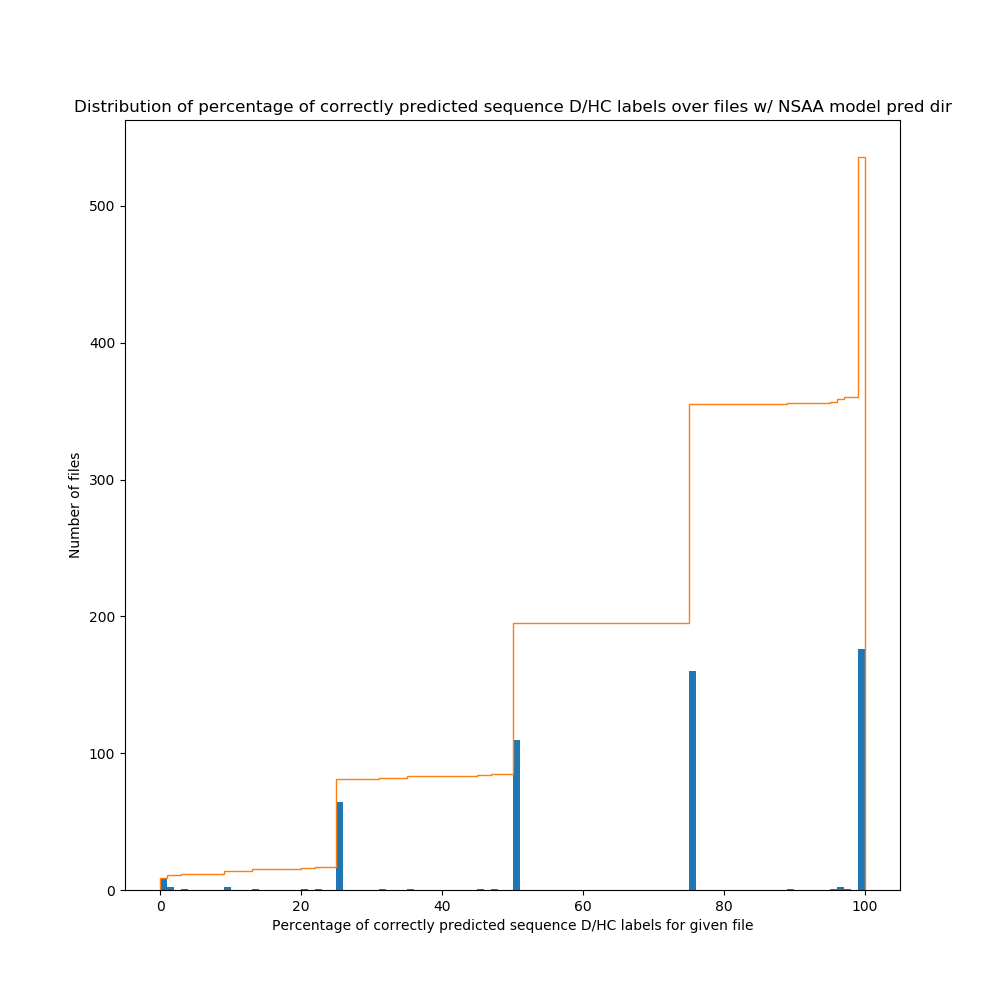 Distribution of percentage of correctly predicted sequence D/HC labels over files w/ NSAA model pred dir
500
400
300
200
100
0
Number of files
0 20 40 60 80 100
Percentage of correctly predicted sequence D/HC labels for given file